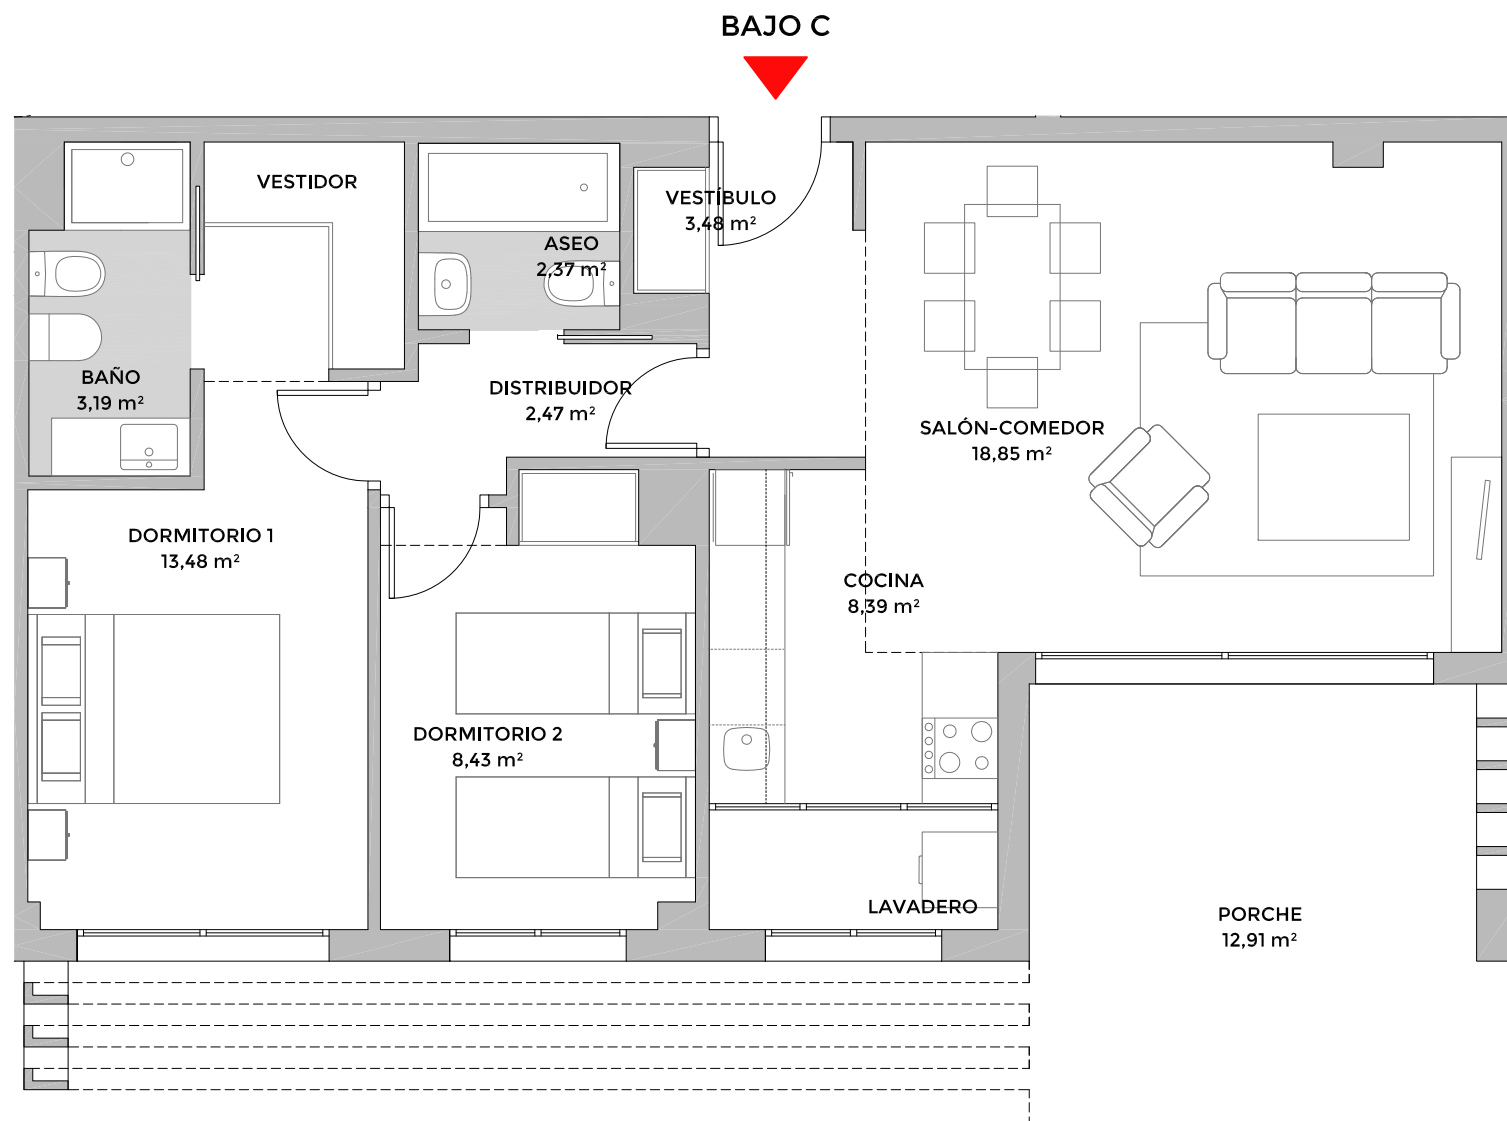 BAJO C
VESTIDOR
VESTÍBULO
3,48 m²
ASEO
2,37 m²
BAÑO
3,19 m²
DISTRIBUIDOR
2,47 m²
SALÓN-COMEDOR
18,85 m²
DORMITORIO 1
13,48 m²
COCINA
8,39 m²
DORMITORIO 2
8,43 m²
LAVADERO
PORCHE
12,91 m²